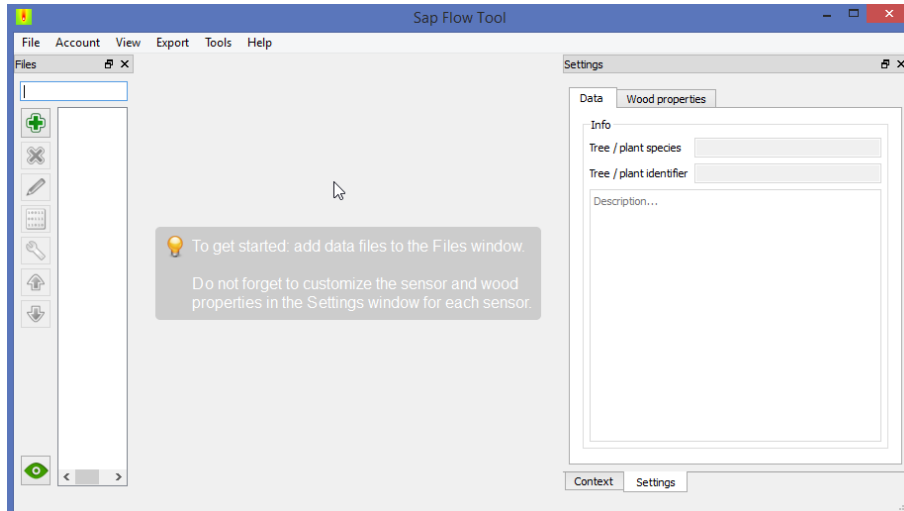 Sap Flow Tool
File Account View Export Tools Help
Files
Settings
Data Wood properties
Info
Tree / plant species
Tree / plant identifier
Description...
To get started: add data files to the Files window.
Do not forget to customize the sensor and wood
properties in the Settings window for each sensor.
Context Settings